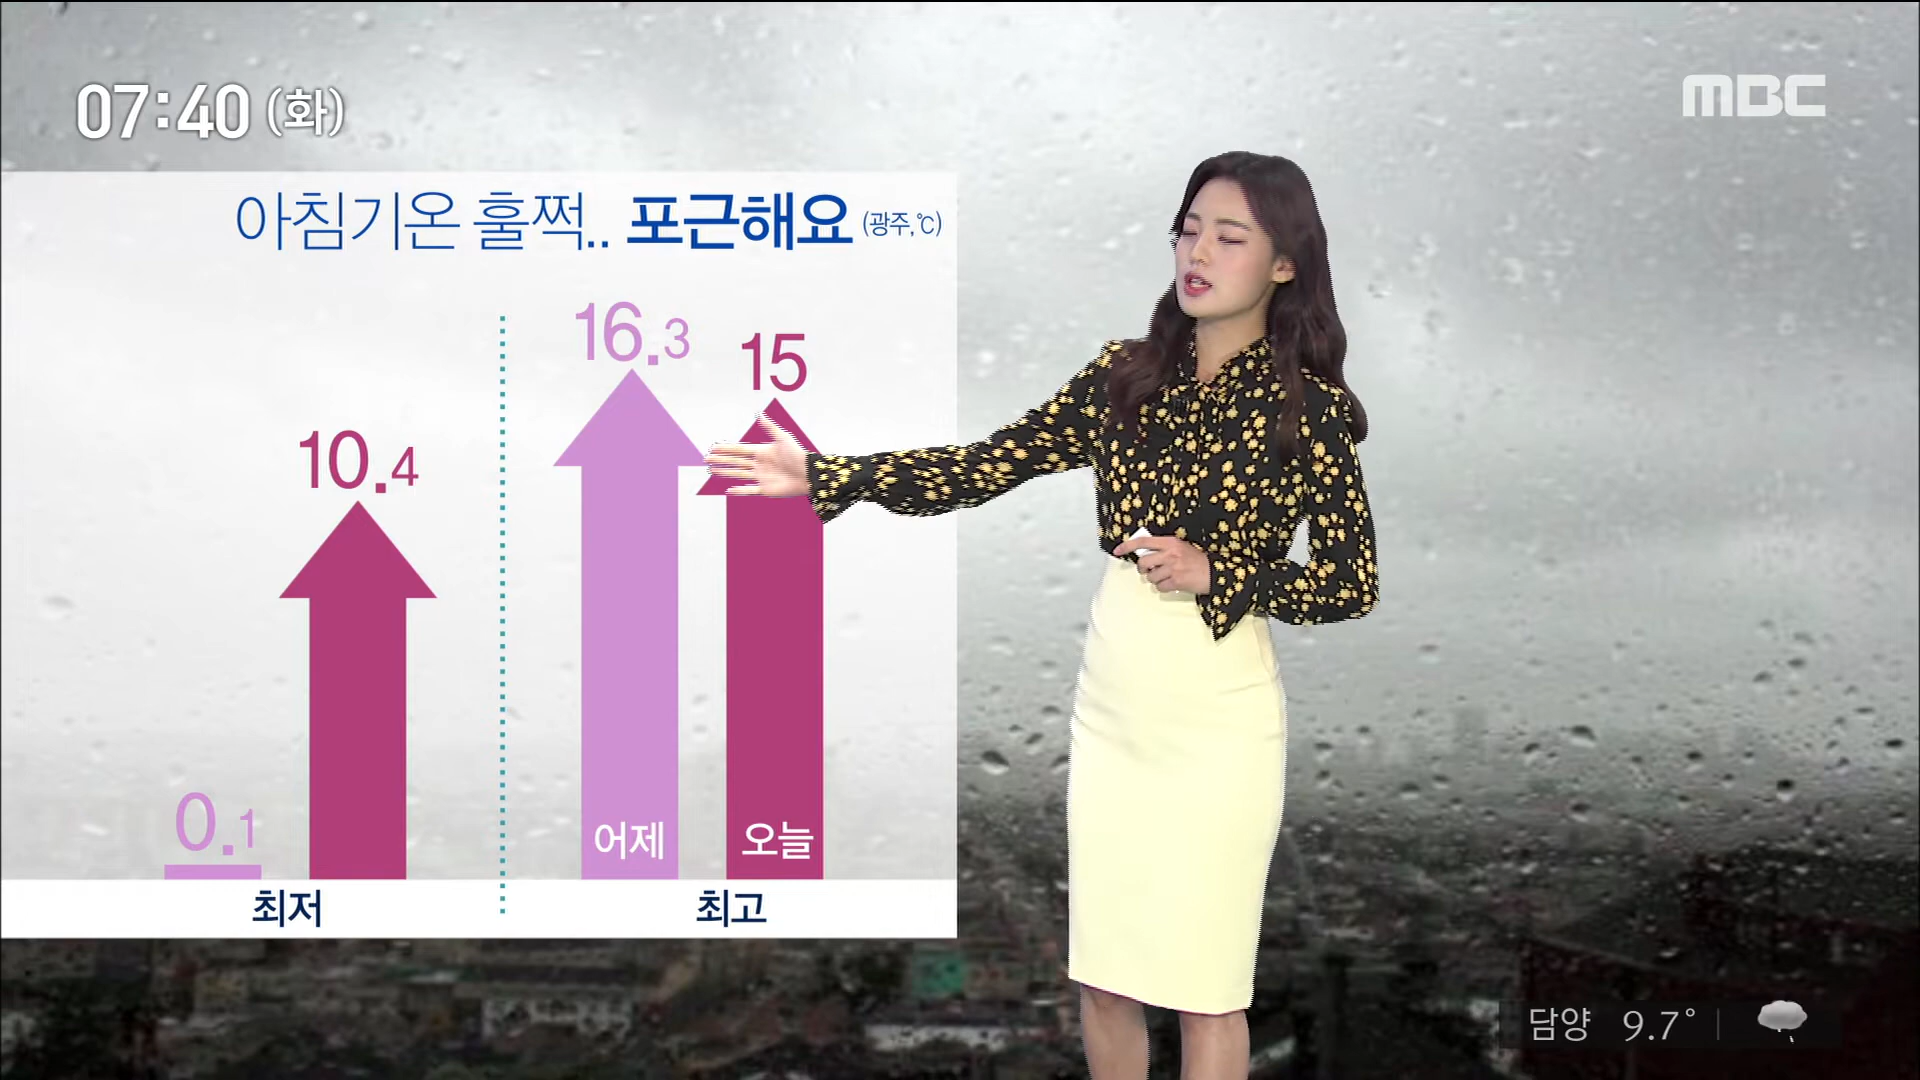 07:40 (화)
MBC
아침기온 훌쩍.. 포근해요 (광주,℃)
16.3
15
10.4
0.1
어제
오늘
최저
최고
담양 9.7°